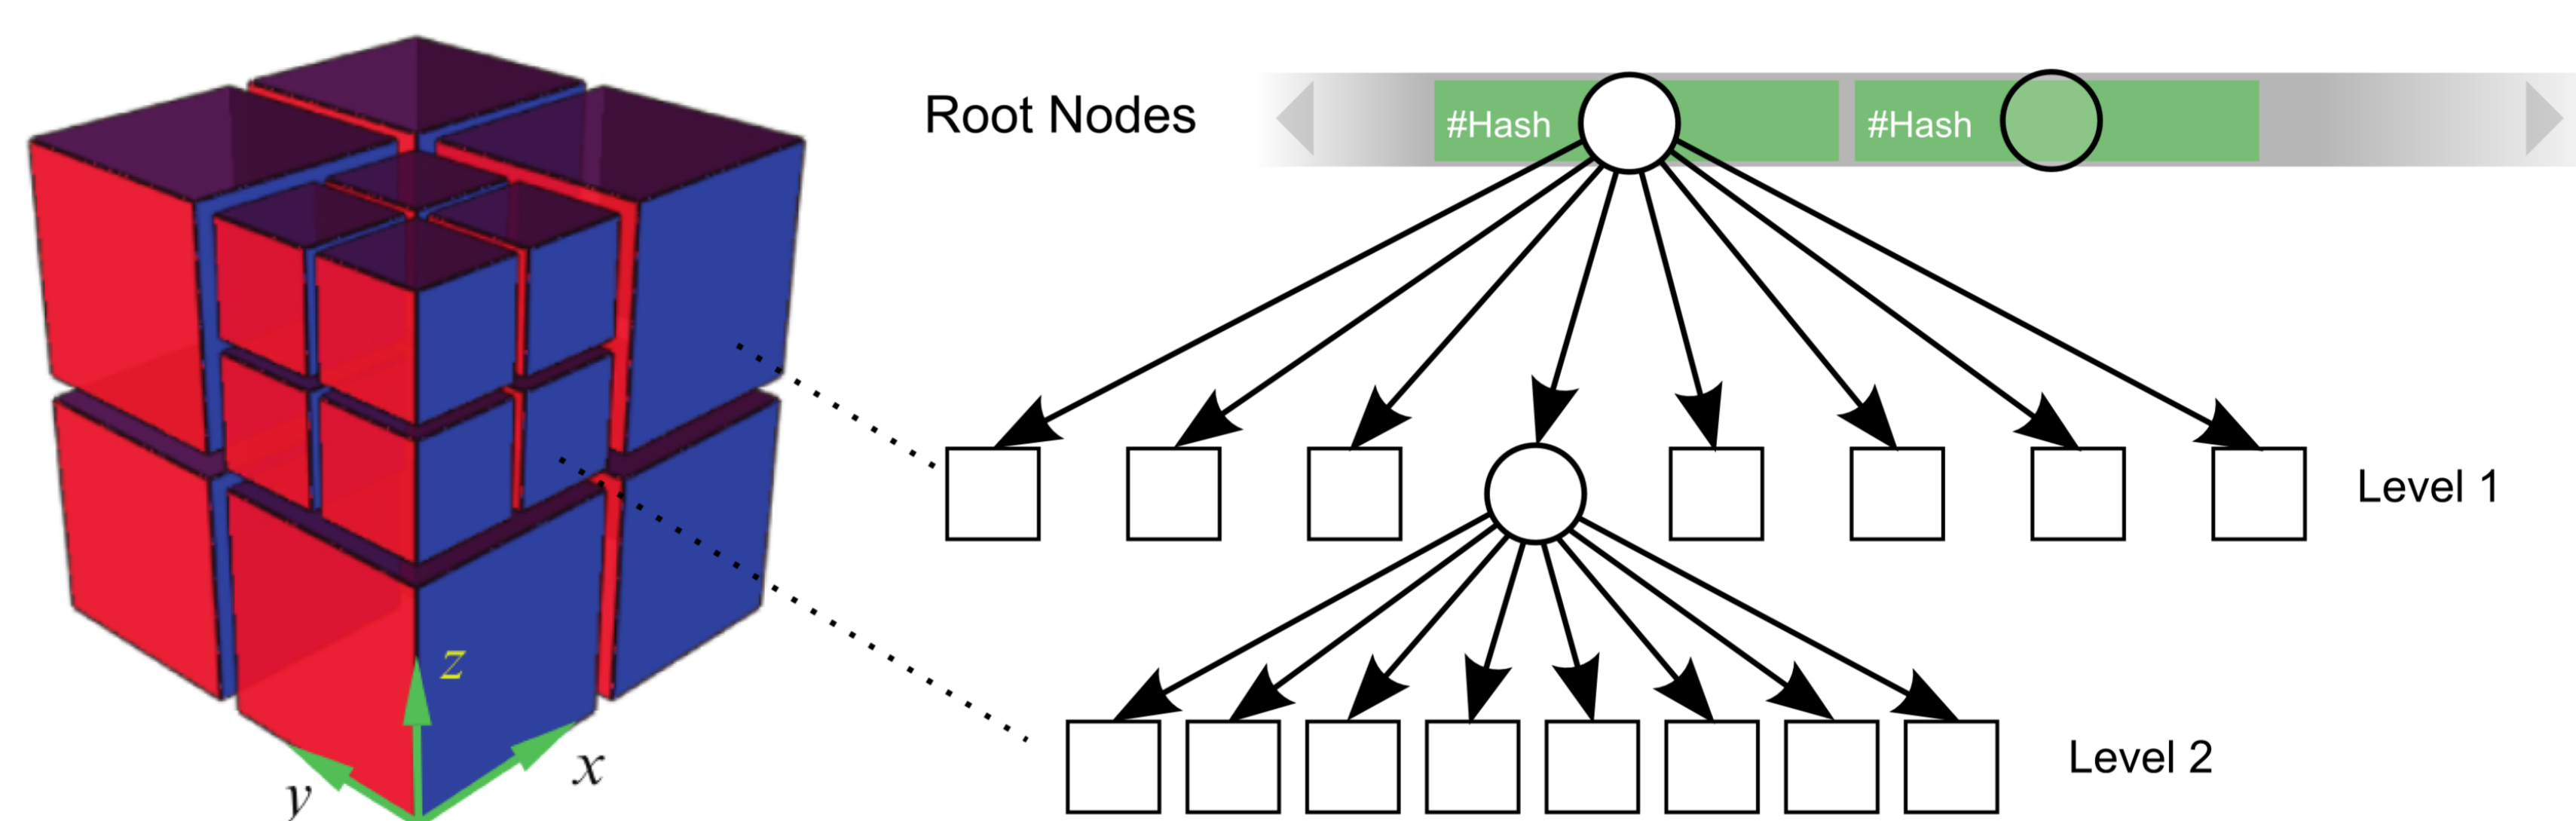 Root Nodes
#Hash
#Hash
Level 1
z
x
y
Level 2